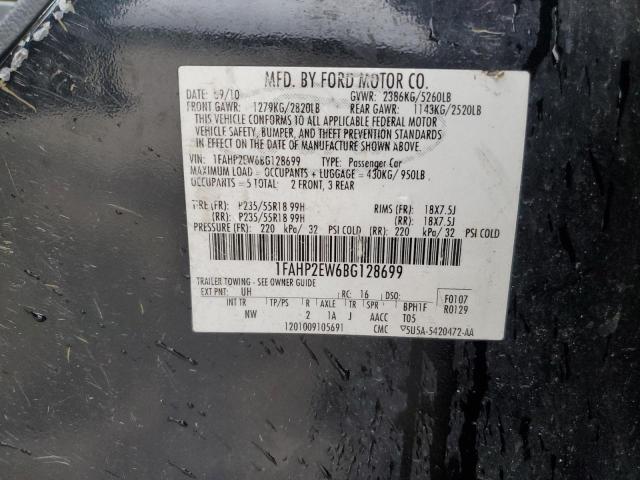 MFD. BY FORD MOTOR CO.
DATE: 09/10 GVWR: 2386KG/5260LB
FRONT GAWR: 1279KG/2820LB REAR GAWR: 1143KG/2520LB
THIS VEHICLE CONFORMS TO ALL APPLICABLE FEDERAL MOTOR
VEHICLE SAFETY, BUMPER, AND THEFT PREVENTION STANDARDS
IN EFFECT ON THE DATE OF MANUFACTURE SHOWN ABOVE.
VIN: 1FAHP2EW6BG128699 TYPE: Passenger Car
MAXIMUM LOAD = OCCUPANTS + LUGGAGE = 430KG/950LB
OCCUPANTS = 5 TOTAL 2 FRONT, 3 REAR
TIRE (FR): P235/55R18 99H RIMS (FR): 18X7.5J
(RR): P235/55R18 99H (RR): 18X7.5J
PRESSURE (FR): 220 kPa/ 32 PSI COLD (RR): 220 kPa/ 32 PSI COLD
1FAHP2EW6BG128699
TRAILER TOWING - SEE OWNER GUIDE
EXT PNT: UH RC: 16 DSO: F0107
INT TR TP/PS R AXLE TR SPR BPH1F R0129
NW 2 1A J AACC T05
1201009105691 CMC 5U5A-5420472-AA